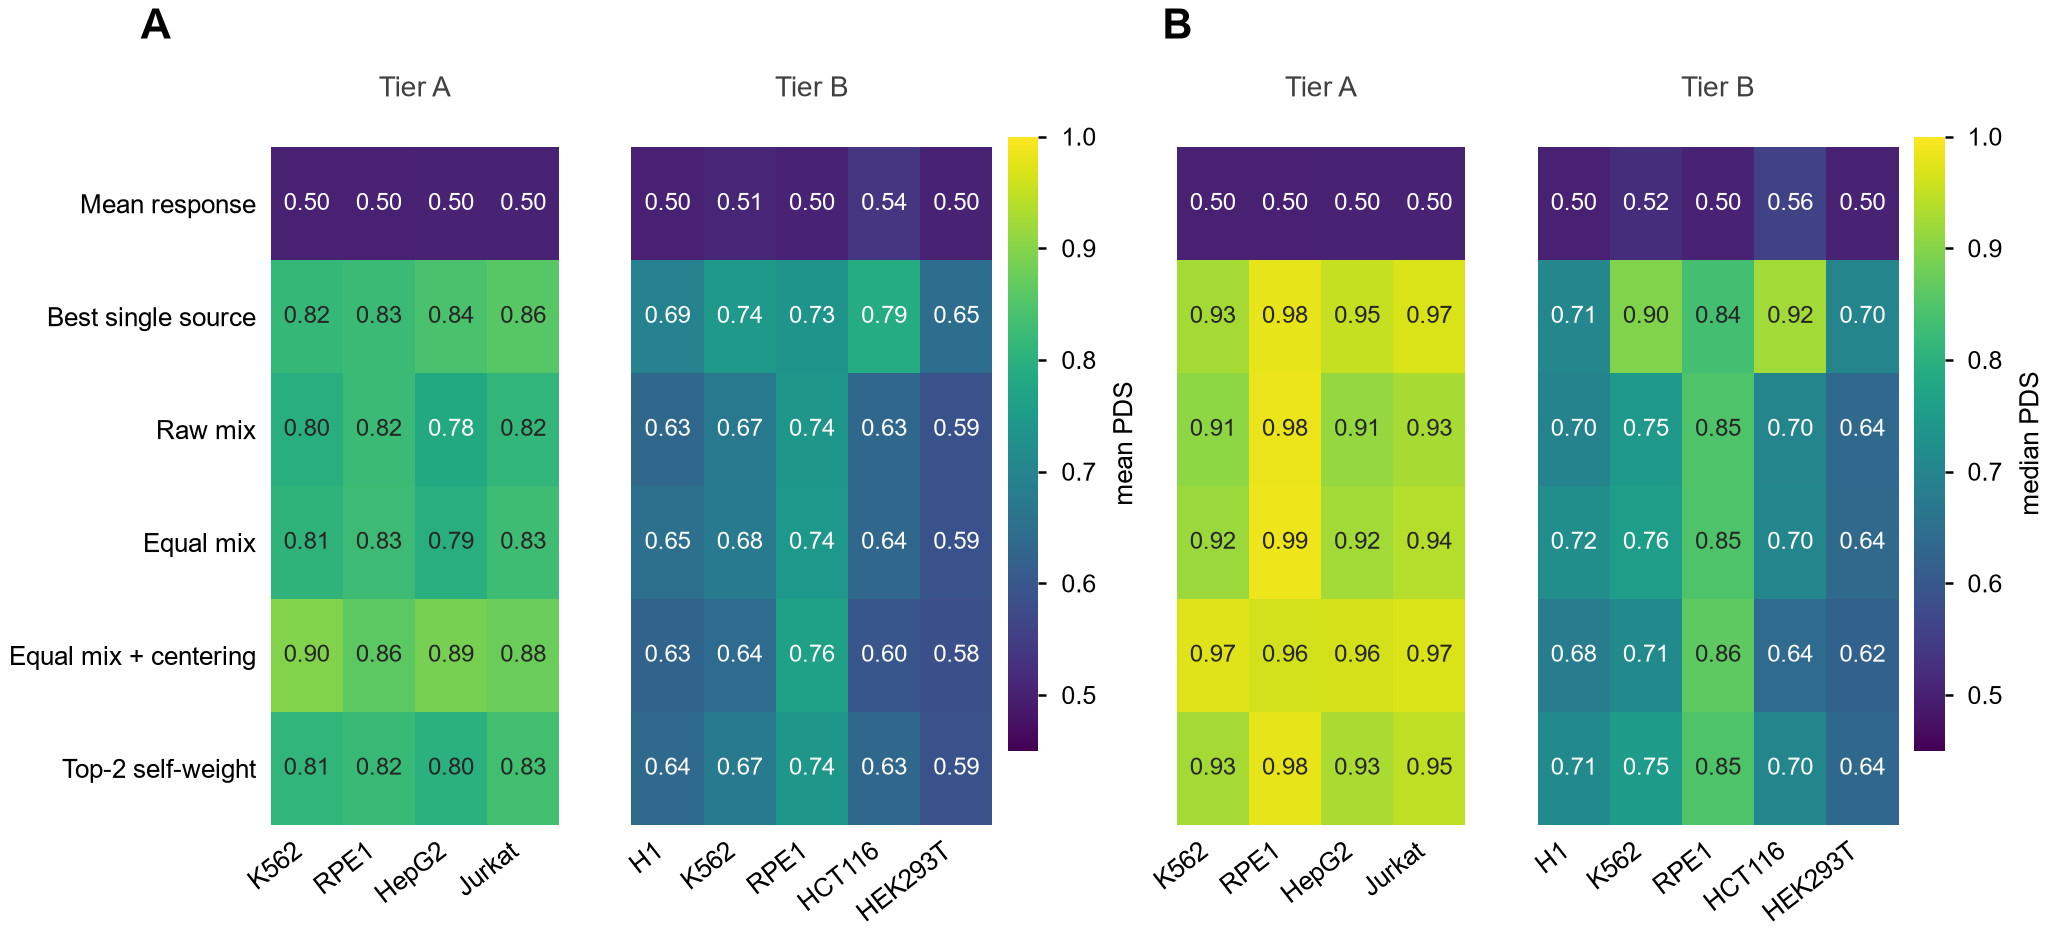 A
B
Tier A
Tier B
Tier A
Tier B
Mean response
0.50 0.50 0.50 0.50
0.50 0.51 0.50 0.54 0.50
0.50 0.50 0.50 0.50
0.50 0.52 0.50 0.56 0.50
Best single source
0.82 0.83 0.84 0.86
0.69 0.74 0.73 0.79 0.65
0.93 0.98 0.95 0.97
0.71 0.90 0.84 0.92 0.70
Raw mix
0.80 0.82 0.78 0.82
0.63 0.67 0.74 0.63 0.59
0.91 0.98 0.91 0.93
0.70 0.75 0.85 0.70 0.64
Equal mix
0.81 0.83 0.79 0.83
0.65 0.68 0.74 0.64 0.59
0.92 0.99 0.92 0.94
0.72 0.76 0.85 0.70 0.64
Equal mix + centering
0.90 0.86 0.89 0.88
0.63 0.64 0.76 0.60 0.58
0.97 0.96 0.96 0.97
0.68 0.71 0.86 0.64 0.62
Top-2 self-weight
0.81 0.82 0.80 0.83
0.64 0.67 0.74 0.63 0.59
0.93 0.98 0.93 0.95
0.71 0.75 0.85 0.70 0.64
K562 RPE1 HepG2 Jurkat
H1 K562 RPE1 HCT116 HEK293T
K562 RPE1 HepG2 Jurkat
H1 K562 RPE1 HCT116 HEK293T
1.0
0.9
0.8
0.7
0.6
0.5
mean PDS
1.0
0.9
0.8
0.7
0.6
0.5
median PDS